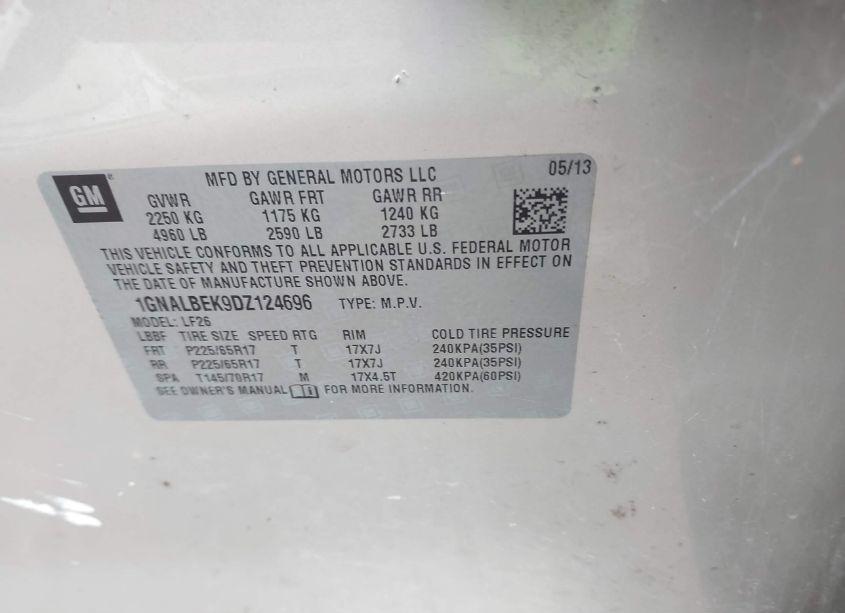 GM
MFD BY GENERAL MOTORS LLC 05/13
GVWR GAWR FRT GAWR RR
2250 KG 1175 KG 1240 KG
4960 LB 2590 LB 2733 LB
THIS VEHICLE CONFORMS TO ALL APPLICABLE U.S. FEDERAL MOTOR
VEHICLE SAFETY AND THEFT PREVENTION STANDARDS IN EFFECT ON
THE DATE OF MANUFACTURE SHOWN ABOVE.
1GNALBEK9DZ124696 TYPE: M.P.V.
MODEL: LF26
LBBF TIRE SIZE SPEED RTG RIM COLD TIRE PRESSURE
FRT P225/65R17 T 17X7J 240KPA(35PSI)
RR P225/65R17 T 17X7J 240KPA(35PSI)
SPA T145/70R17 M 17X4.5T 420KPA(60PSI)
SEE OWNER'S MANUAL FOR MORE INFORMATION.